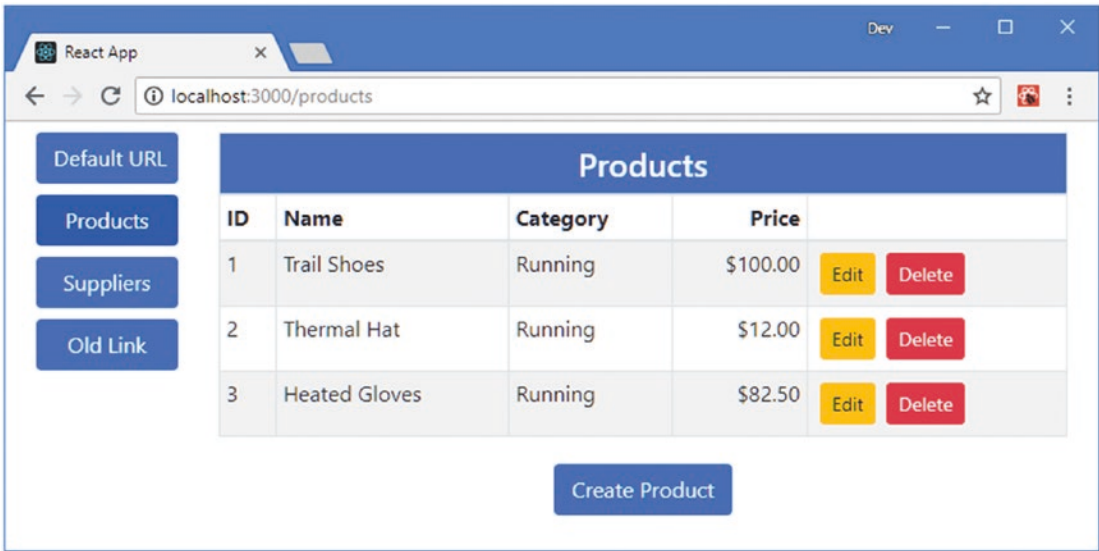 Dev
React App
localhost:3000/products
Default URL
Products
Suppliers
Old Link
Products
ID Name Category Price
1 Trail Shoes Running $100.00 Edit Delete
2 Thermal Hat Running $12.00 Edit Delete
3 Heated Gloves Running $82.50 Edit Delete
Create Product